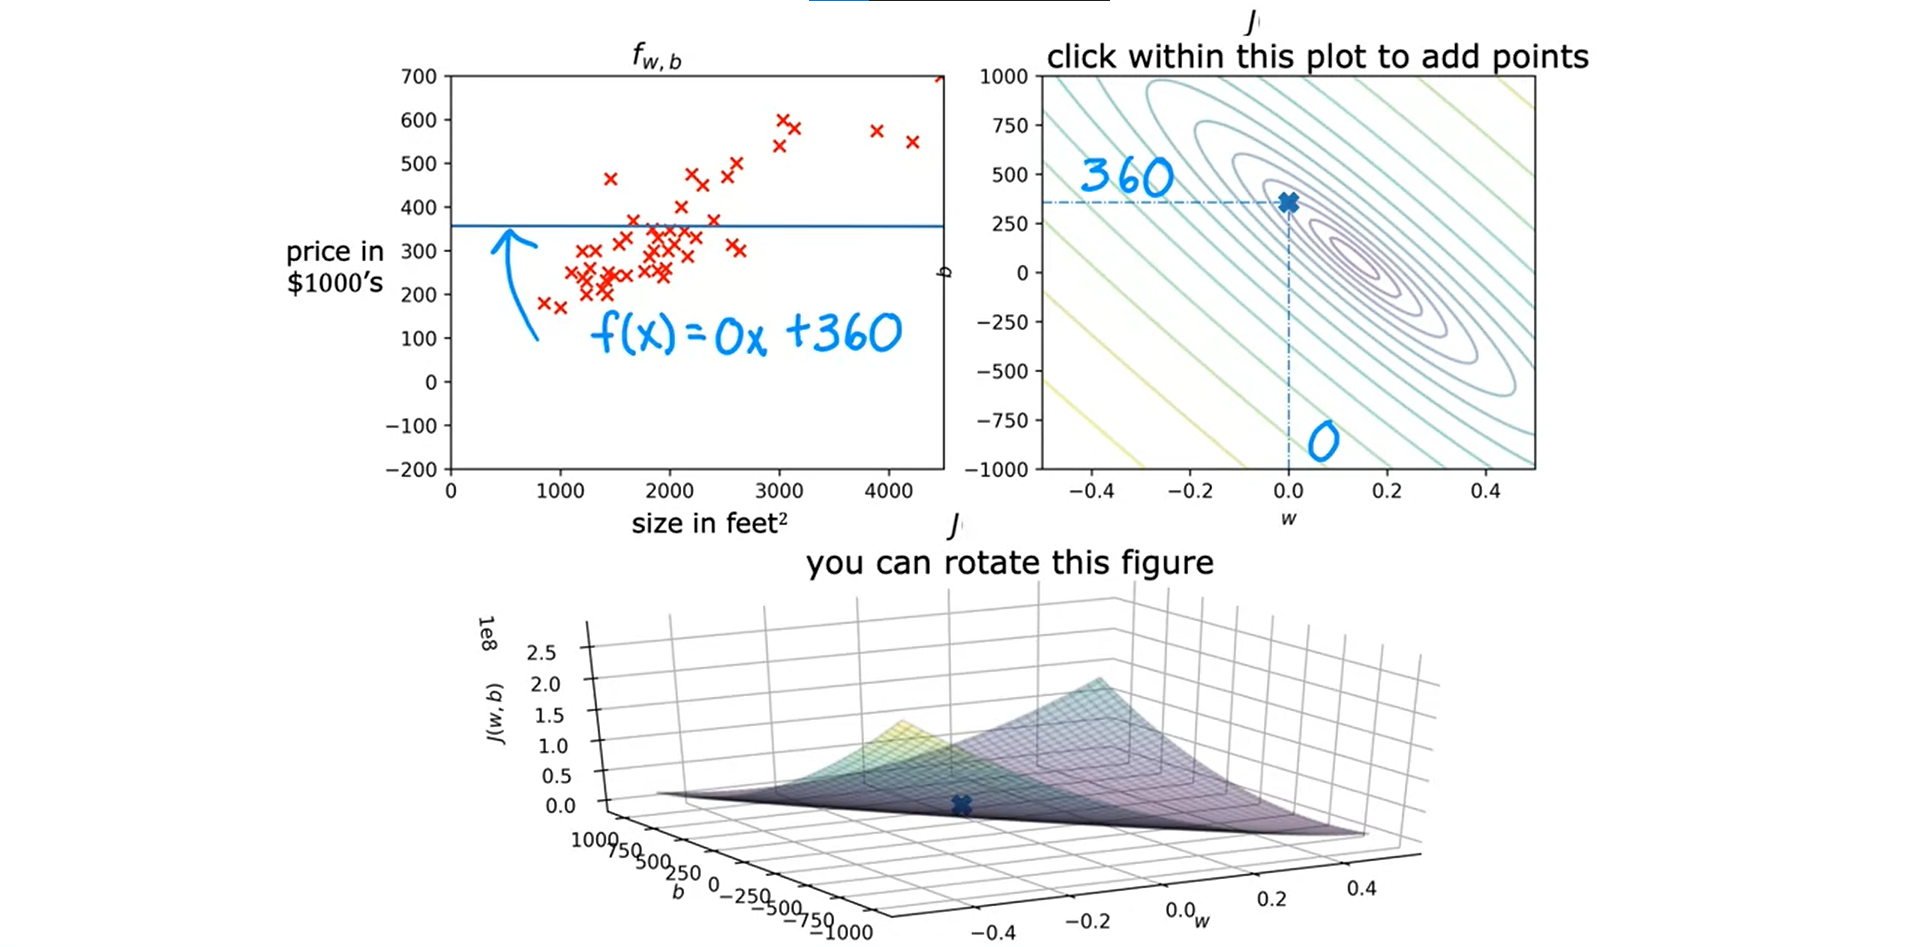 J
f w, b
click within this plot to add points
700
600
500
400
300
200
100
0
−100
−200
price in
$1000’s
360
f(x)=0x +360
0 1000 2000 3000 4000
size in feet²
1000
750
500
250
0
−250
−500
−750
−1000
b
360
0
−0.4 −0.2 0.0 0.2 0.4
w
J
you can rotate this figure
1e8
J(w, b)
2.5
2.0
1.5
1.0
0.5
0.0
1000
750
500
250
0
−250
−500
−750
−1000
b
−0.4 −0.2 0.0 0.2 0.4
w